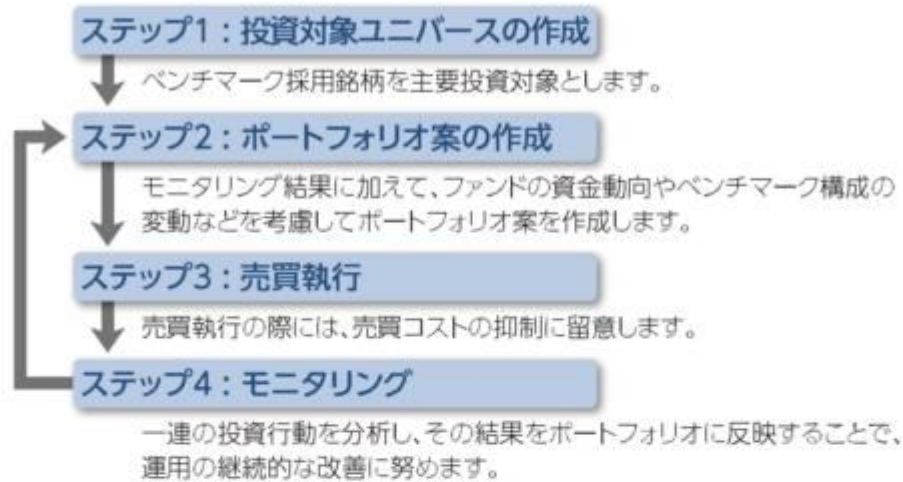 ステップ1：投資対象ユニバースの作成
ベンチマーク採用銘柄を主要投資対象とします。
ステップ2：ポートフォリオ案の作成
モニタリング結果に加えて、ファンドの資金動向やベンチマーク構成の
変動などを考慮してポートフォリオ案を作成します。
ステップ3：売買執行
売買執行の際には、売買コストの抑制に留意します。
ステップ4：モニタリング
一連の投資行動を分析し、その結果をポートフォリオに反映することで、
運用の継続的な改善に努めます。